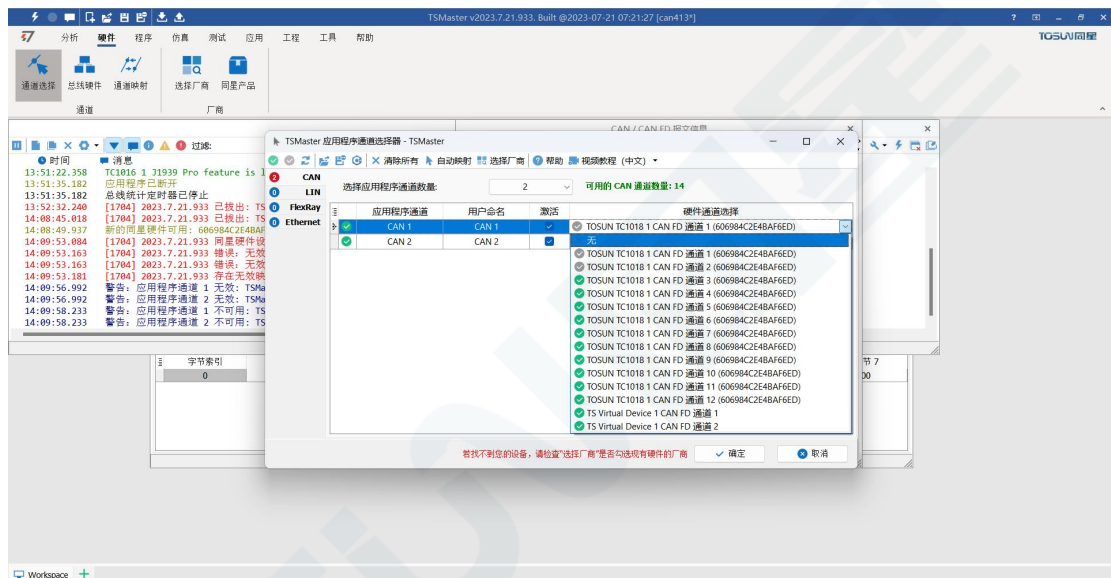 TSMaster v2023.7.21.933. Built @2023-07-21 07:21:27 [can413*]
分析 硬件 程序 仿真 测试 应用 工程 工具 帮助
TOSUN同星
通道选择 总线硬件 通道映射 选择厂商 同星产品
通道 厂商
CAN / CAN FD 报文信息
过滤:
时间 消息
13:51:22.358 TC1016 1 J1939 Pro feature is
13:51:35.182 应用程序已断开
13:51:35.182 总线统计定时器已停止
13:52:32.240 [1704] 2023.7.21.933 已拔出: TS
14:08:45.018 [1704] 2023.7.21.933 已拔出: TS
14:08:49.937 新的同星硬件可用: 606984C2E4BAF
14:09:53.084 [1704] 2023.7.21.933 同星硬件设
14:09:53.163 [1704] 2023.7.21.933 错误: 无效
14:09:53.163 [1704] 2023.7.21.933 错误: 无效
14:09:53.181 [1704] 2023.7.21.933 存在无效映
14:09:56.992 警告: 应用程序通道 1 无效: TSMa
14:09:56.992 警告: 应用程序通道 2 无效: TSMa
14:09:58.233 警告: 应用程序通道 1 不可用: TS
14:09:58.233 警告: 应用程序通道 2 不可用: TS
字节索引
0
节 7
00
TSMaster 应用程序通道选择器 - TSMaster
清除所有 自动映射 选择厂商 帮助 视频教程（中文）
2 CAN
0 LIN
0 FlexRay
0 Ethernet
选择应用程序通道数量: 2 可用的 CAN 通道数量: 14
应用程序通道 用户命名 激活 硬件通道选择
CAN 1 CAN 1 TOSUN TC1018 1 CAN FD 通道 1 (606984C2E4BAF6ED)
CAN 2 CAN 2
无
TOSUN TC1018 1 CAN FD 通道 1 (606984C2E4BAF6ED)
TOSUN TC1018 1 CAN FD 通道 2 (606984C2E4BAF6ED)
TOSUN TC1018 1 CAN FD 通道 3 (606984C2E4BAF6ED)
TOSUN TC1018 1 CAN FD 通道 4 (606984C2E4BAF6ED)
TOSUN TC1018 1 CAN FD 通道 5 (606984C2E4BAF6ED)
TOSUN TC1018 1 CAN FD 通道 6 (606984C2E4BAF6ED)
TOSUN TC1018 1 CAN FD 通道 7 (606984C2E4BAF6ED)
TOSUN TC1018 1 CAN FD 通道 8 (606984C2E4BAF6ED)
TOSUN TC1018 1 CAN FD 通道 9 (606984C2E4BAF6ED)
TOSUN TC1018 1 CAN FD 通道 10 (606984C2E4BAF6ED)
TOSUN TC1018 1 CAN FD 通道 11 (606984C2E4BAF6ED)
TOSUN TC1018 1 CAN FD 通道 12 (606984C2E4BAF6ED)
TS Virtual Device 1 CAN FD 通道 1
TS Virtual Device 1 CAN FD 通道 2
若找不到您的设备，请检查"选择厂商"是否勾选现有硬件的厂商 确定 取消
Workspace